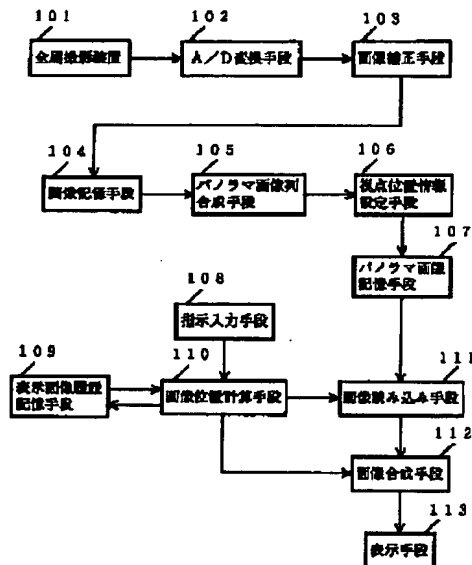 101
全周撮影装置
102
A/D変換手段
103
画像補正手段
104
画像記憶手段
105
パノラマ画像列
合成手段
106
視点位置情報
設定手段
107
パノラマ画像
記憶手段
108
指示入力手段
109
表示画像履歴
記憶手段
110
画像位置計算手段
111
画像読み込み手段
112
画像合成手段
113
表示手段